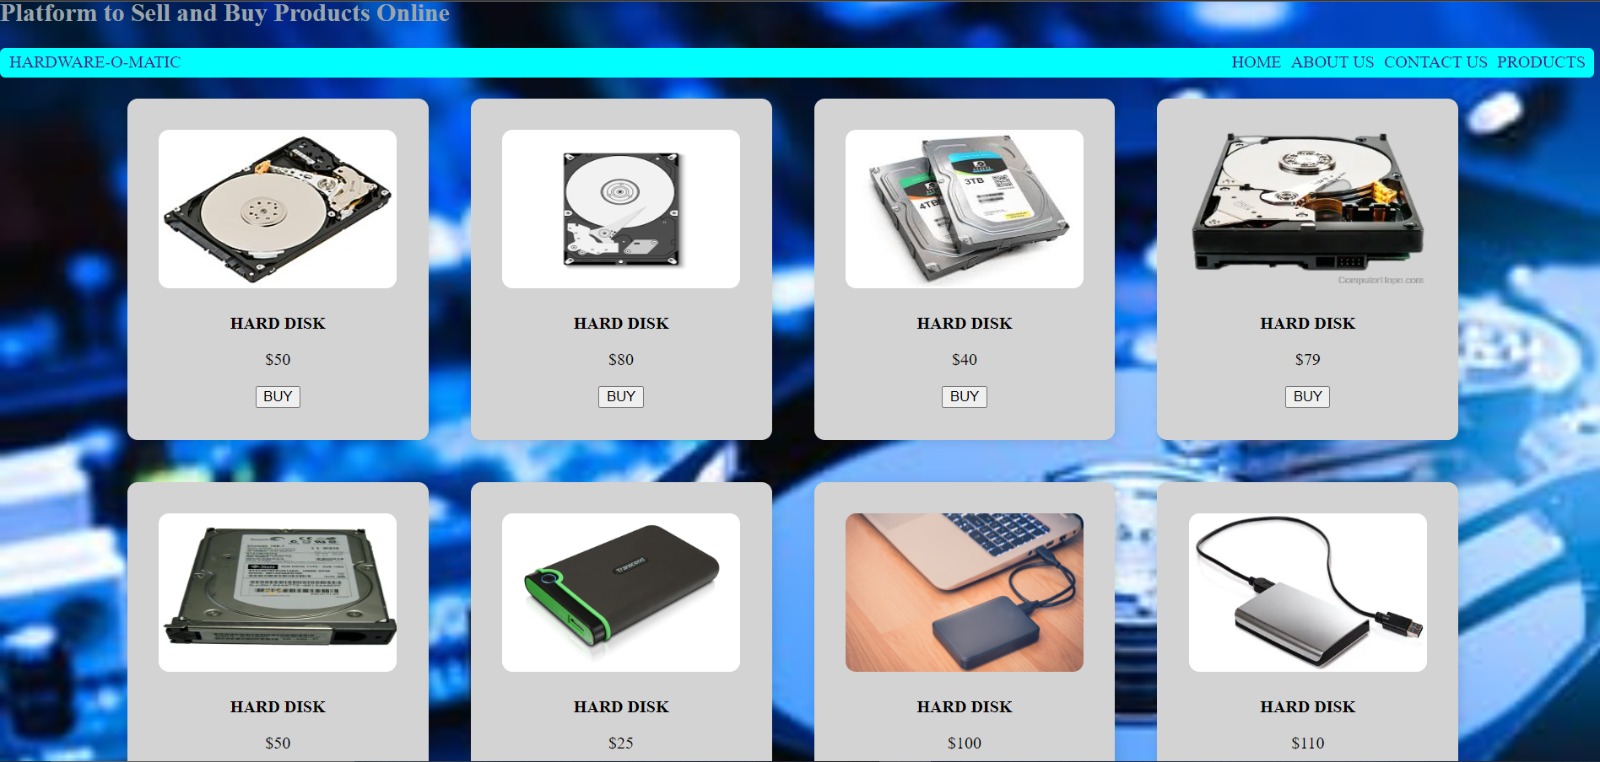 Platform to Sell and Buy Products Online
HARDWARE-O-MATIC
HOME ABOUT US CONTACT US PRODUCTS
3TB
4TB
ComputerHope.com
HARD DISK
$50
BUY
HARD DISK
$80
BUY
HARD DISK
$40
BUY
HARD DISK
$79
BUY
Transcend
HARD DISK
$50
HARD DISK
$25
HARD DISK
$100
HARD DISK
$110